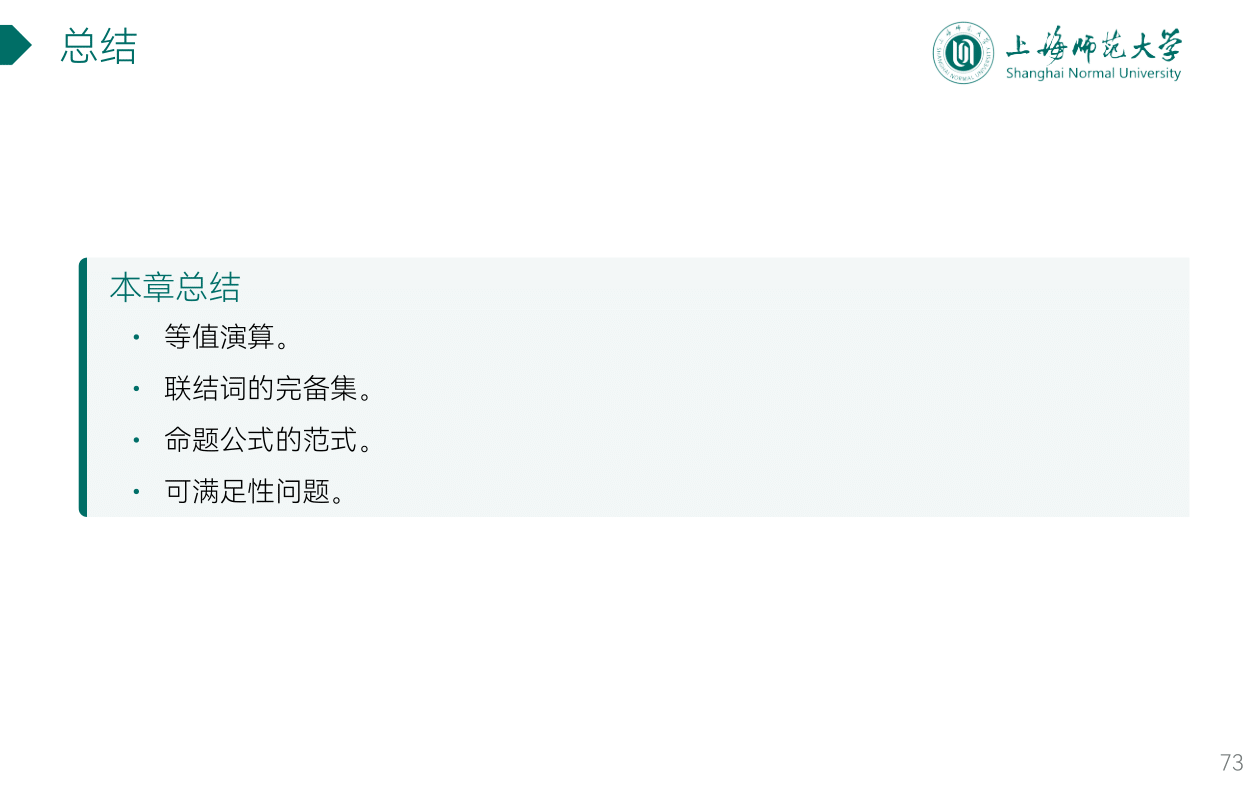 总结
上海师范大学
Shanghai Normal University
本章总结
• 等值演算。
• 联结词的完备集。
• 命题公式的范式。
• 可满足性问题。
73